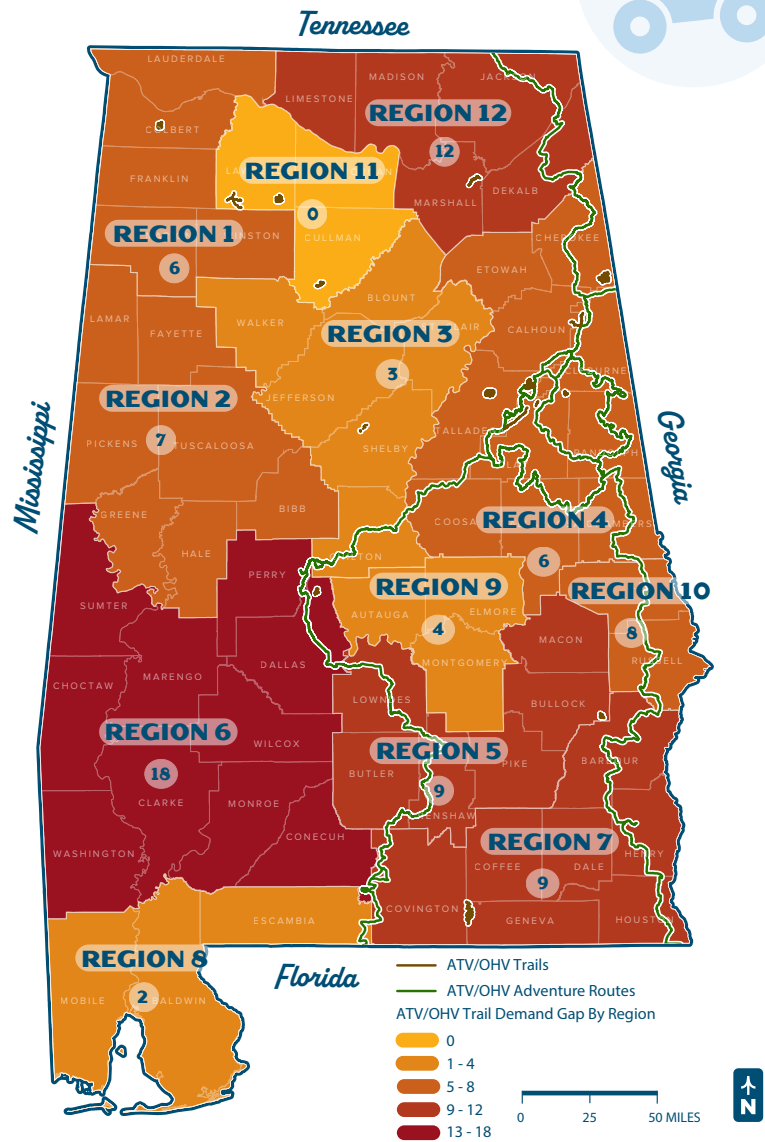 Tennessee
LAUDERDALE
MADISON
JACKSON
LIMESTONE
REGION 12
COLBERT
12
REGION 11
FRANKLIN
DEKALB
MARSHALL
0
REGION 1
CULLMAN
CHEROKEE
6
ETOWAH
BLOUNT
LAMAR
WALKER
FAYETTE
REGION 3
CALHOUN
3
REGION 2
JEFFERSON
Mississippi
Georgia
7
PICKENS
TUSCALOOSA
SHELBY
BIBB
GREENE
COOSA
REGION 4
HALE
6
PERRY
REGION 9
REGION 10
SUMTER
AUTAUGA
ELMORE
4
8
MACON
MONTGOMERY
RUSSELL
DALLAS
MARENGO
CHOCTAW
LOWNDES
BULLOCK
REGION 6
WILCOX
REGION 5
PIKE
BARBOUR
18
BUTLER
9
CLARKE
MONROE
CONECUH
REGION 7
WASHINGTON
COFFEE
DALE
HENRY
9
COVINGTON
ESCAMBIA
GENEVA
HOUSTON
REGION 8
Florida
MOBILE
2
BALDWIN
ATV/OHV Trails
ATV/OHV Adventure Routes
ATV/OHV Trail Demand Gap By Region
0
1 - 4
5 - 8
9 - 12
13 - 18
0 25 50 MILES
N